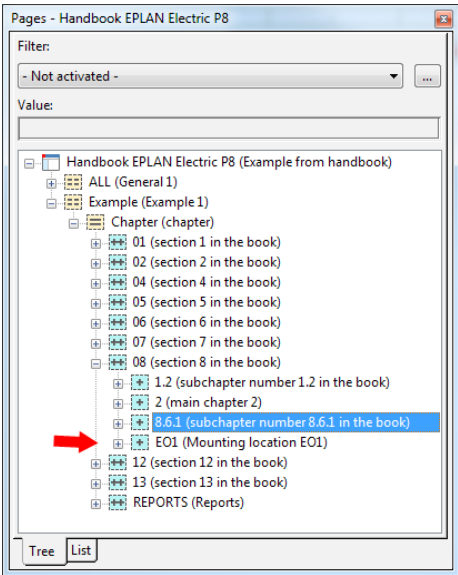 Pages - Handbook EPLAN Electric P8
Filter:
- Not activated -
...
Value:
Handbook EPLAN Electric P8 (Example from handbook)
ALL (General 1)
Example (Example 1)
Chapter (chapter)
01 (section 1 in the book)
02 (section 2 in the book)
04 (section 4 in the book)
05 (section 5 in the book)
06 (section 6 in the book)
07 (section 7 in the book)
08 (section 8 in the book)
1.2 (subchapter number 1.2 in the book)
2 (main chapter 2)
8.6.1 (subchapter number 8.6.1 in the book)
EO1 (Mounting location EO1)
12 (section 12 in the book)
13 (section 13 in the book)
REPORTS (Reports)
Tree List